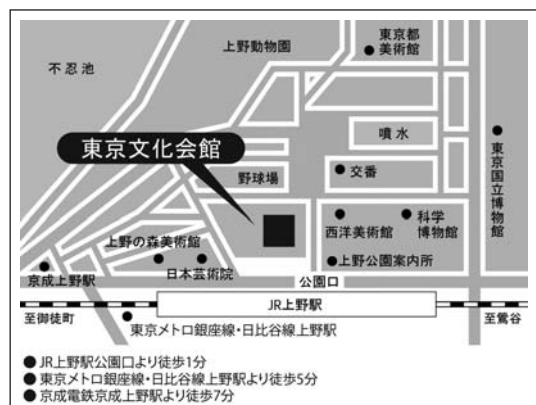 上野動物園
東京都
美術館
不忍池
東京文化会館
噴水
野球場
交番
東京国立博物館
西洋美術館
科学
博物館
上野の森美術館
日本芸術院
上野公園案内所
京成上野駅
公園口
JR上野駅
至御徒町
至鶯谷
東京メトロ銀座線・日比谷線上野駅
●JR上野駅公園口より徒歩1分
●東京メトロ銀座線・日比谷線上野駅より徒歩5分
●京成電鉄京成上野駅より徒歩7分